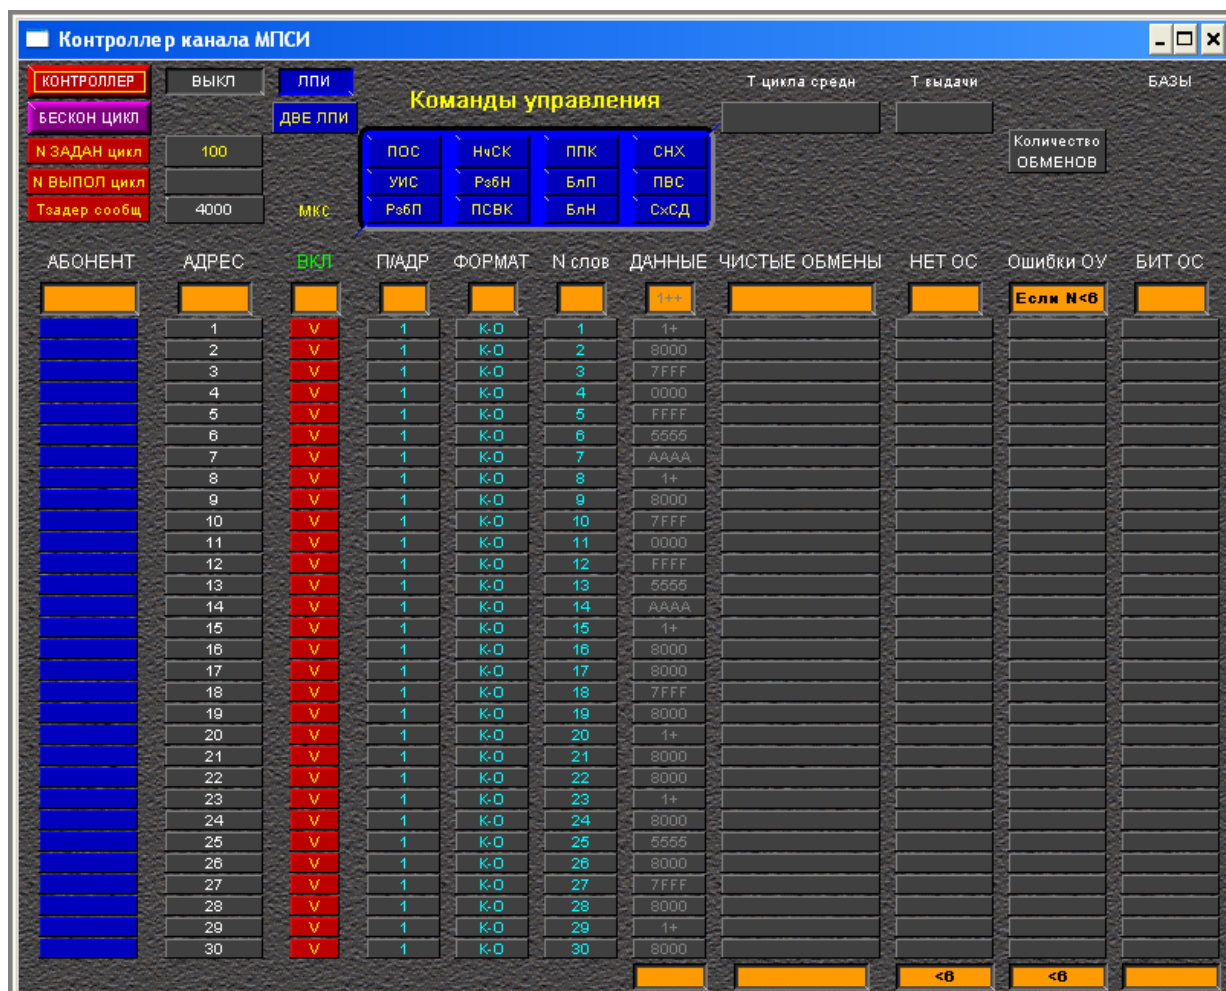 Контроллер канала МПСИ
КОНТРОЛЛЕР ВЫКЛ ЛПИ Т цикла средн Т выдачи БАЗЫ
Команды управления
БЕСКОН ЦИКЛ ДВЕ ЛПИ
N ЗАДАН цикл 100 ПОС НчСК ППК СНХ Количество ОБМЕНОВ
N ВЫПОЛ цикл УИС РзбН БлП ПВС
Тзадер сообщ 4000 МКС РзбП ПСВК БлН СхСД
АБОНЕНТ АДРЕС ВКЛ П/АДР ФОРМАТ N слов ДАННЫЕ ЧИСТЫЕ ОБМЕНЫ НЕТ ОС Ошибки ОУ БИТ ОС
1++ Если N<6
1 V 1 К-О 1 1+
2 V 1 К-О 2 8000
3 V 1 К-О 3 7FFF
4 V 1 К-О 4 0000
5 V 1 К-О 5 FFFF
6 V 1 К-О 6 5555
7 V 1 К-О 7 AAAA
8 V 1 К-О 8 1+
9 V 1 К-О 9 8000
10 V 1 К-О 10 7FFF
11 V 1 К-О 11 0000
12 V 1 К-О 12 FFFF
13 V 1 К-О 13 5555
14 V 1 К-О 14 AAAA
15 V 1 К-О 15 1+
16 V 1 К-О 16 8000
17 V 1 К-О 17 8000
18 V 1 К-О 18 7FFF
19 V 1 К-О 19 8000
20 V 1 К-О 20 1+
21 V 1 К-О 21 8000
22 V 1 К-О 22 8000
23 V 1 К-О 23 1+
24 V 1 К-О 24 8000
25 V 1 К-О 25 5555
26 V 1 К-О 26 8000
27 V 1 К-О 27 7FFF
28 V 1 К-О 28 8000
29 V 1 К-О 29 1+
30 V 1 К-О 30 8000
<6 <6